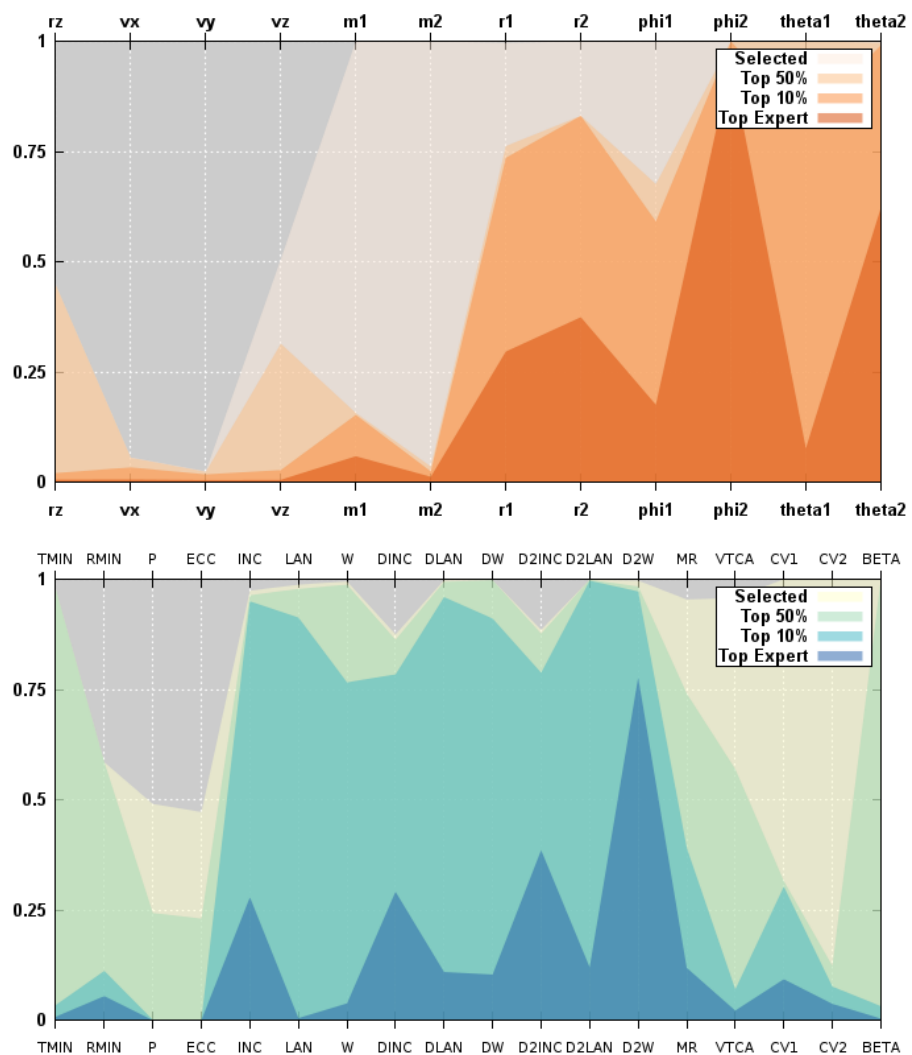 rz vx vy vz m1 m2 r1 r2 phi1 phi2 theta1 theta2
1
Selected
Top 50%
Top 10%
Top Expert
0.75
0.5
0.25
0
rz vx vy vz m1 m2 r1 r2 phi1 phi2 theta1 theta2
TMIN RMIN P ECC INC LAN W DINC DLAN DW D2INC D2LAN D2W MR VTCA CV1 CV2 BETA
1
Selected
Top 50%
Top 10%
Top Expert
0.75
0.5
0.25
0
TMIN RMIN P ECC INC LAN W DINC DLAN DW D2INC D2LAN D2W MR VTCA CV1 CV2 BETA